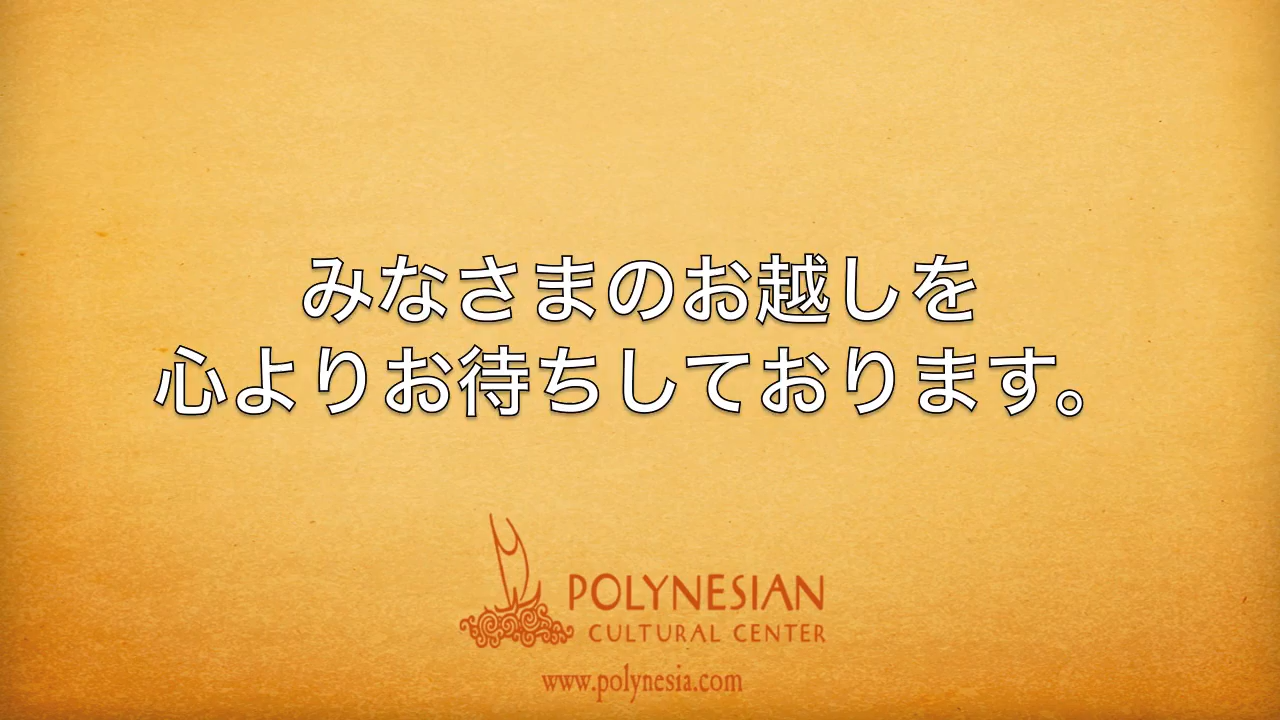 みなさまのお越しを
心よりお待ちしております。
POLYNESIAN
CULTURAL CENTER
www.polynesia.com